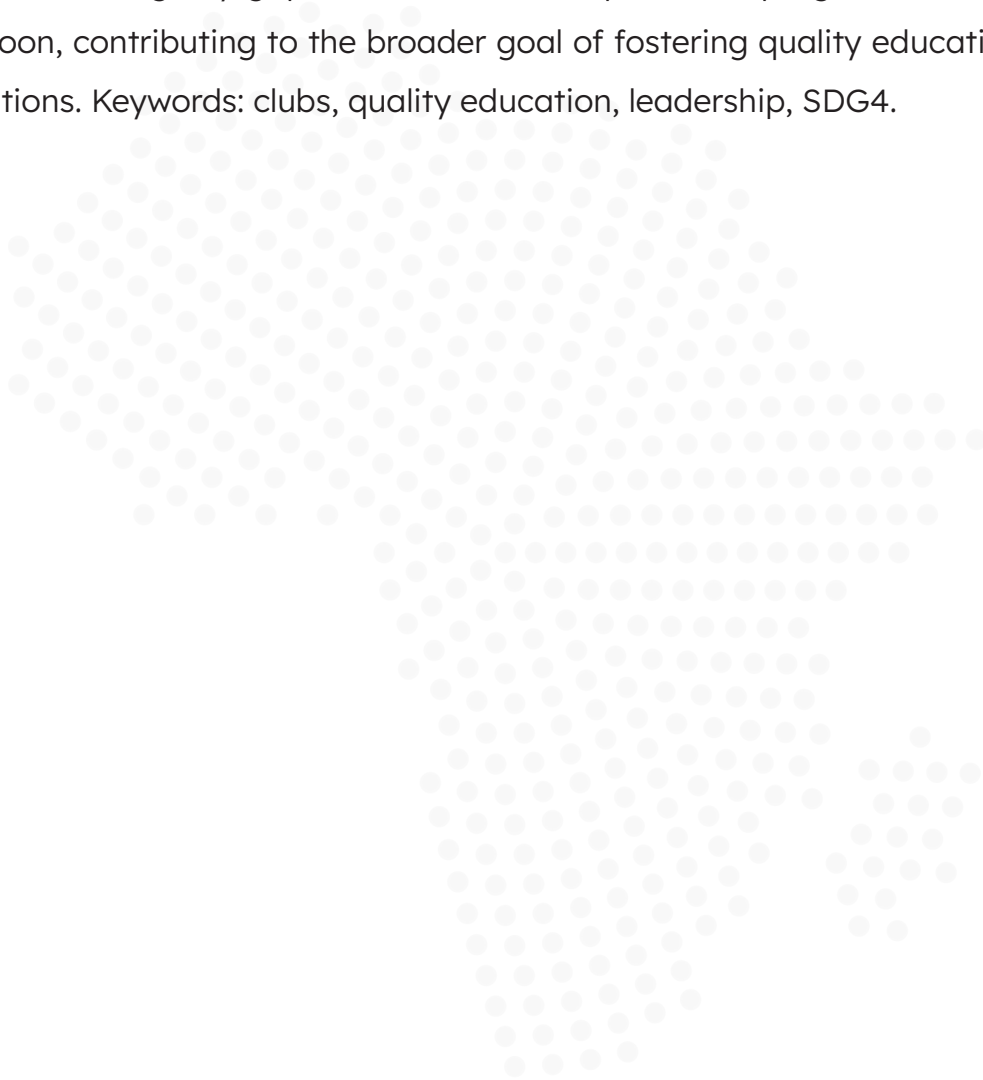 oon, contributing to the broader goal of fostering quality educati
tions. Keywords: clubs, quality education, leadership, SDG4.